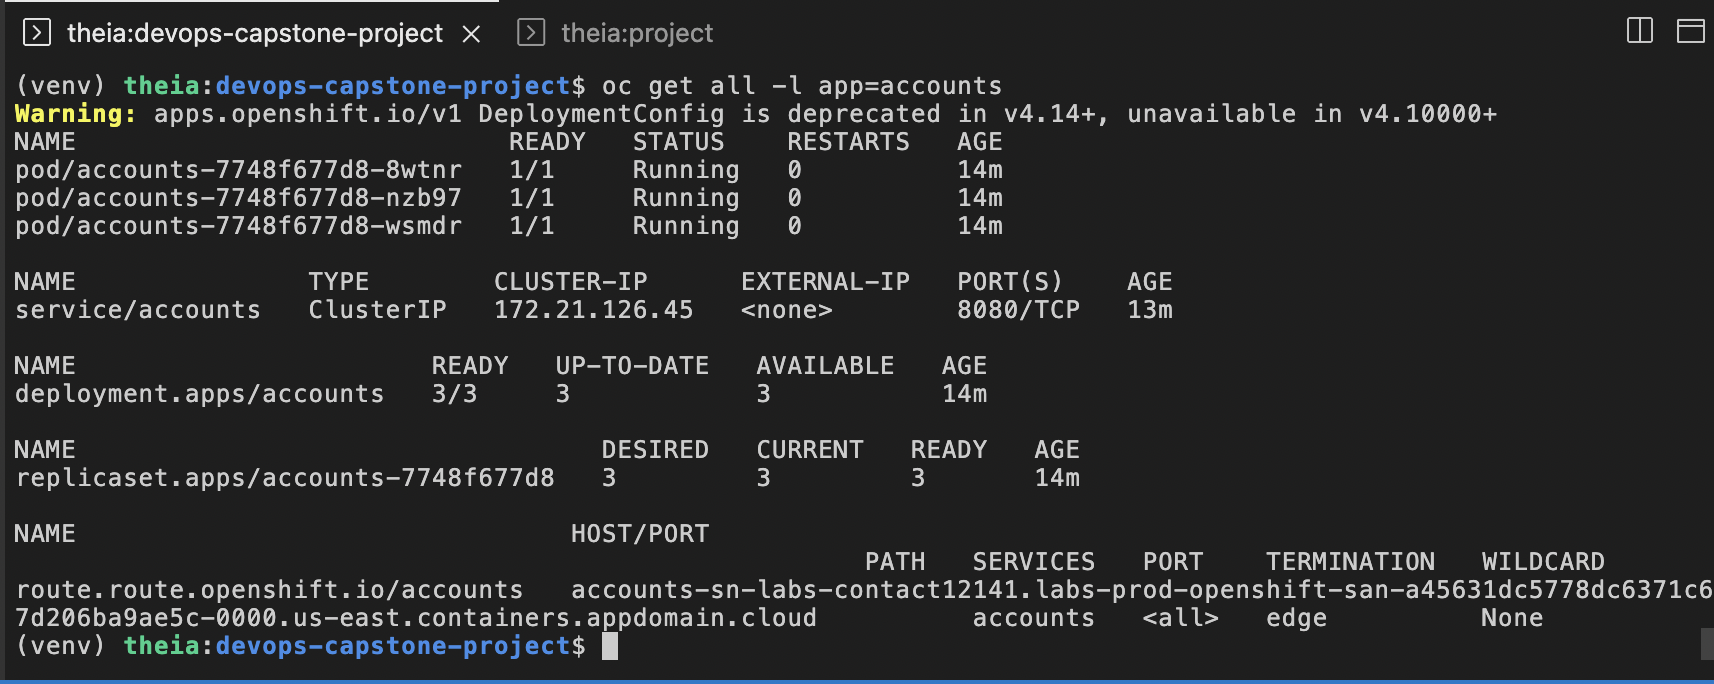 theia:devops-capstone-project   theia:project
(venv) theia:devops-capstone-project$ oc get all -l app=accounts
Warning: apps.openshift.io/v1 DeploymentConfig is deprecated in v4.14+, unavailable in v4.10000+
NAME                            READY   STATUS    RESTARTS   AGE
pod/accounts-7748f677d8-8wtnr   1/1     Running   0          14m
pod/accounts-7748f677d8-nzb97   1/1     Running   0          14m
pod/accounts-7748f677d8-wsmdr   1/1     Running   0          14m
NAME               TYPE        CLUSTER-IP      EXTERNAL-IP   PORT(S)    AGE
service/accounts   ClusterIP   172.21.126.45   <none>        8080/TCP   13m
NAME                       READY   UP-TO-DATE   AVAILABLE   AGE
deployment.apps/accounts   3/3     3            3           14m
NAME                                  DESIRED   CURRENT   READY   AGE
replicaset.apps/accounts-7748f677d8   3         3         3       14m
NAME                                HOST/PORT
                                                       PATH   SERVICES   PORT    TERMINATION   WILDCARD
route.route.openshift.io/accounts   accounts-sn-labs-contact12141.labs-prod-openshift-san-a45631dc5778dc6371c6
7d206ba9ae5c-0000.us-east.containers.appdomain.cloud          accounts   <all>   edge          None
(venv) theia:devops-capstone-project$